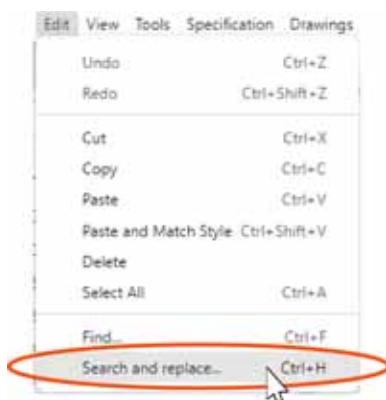 Edit View Tools Specification Drawings
Undo Ctrl+Z
Redo Ctrl+Shift+Z
Cut Ctrl+X
Copy Ctrl+C
Paste Ctrl+V
Paste and Match Style Ctrl+Shift+V
Delete
Select All Ctrl+A
Find... Ctrl+F
Search and replace... Ctrl+H